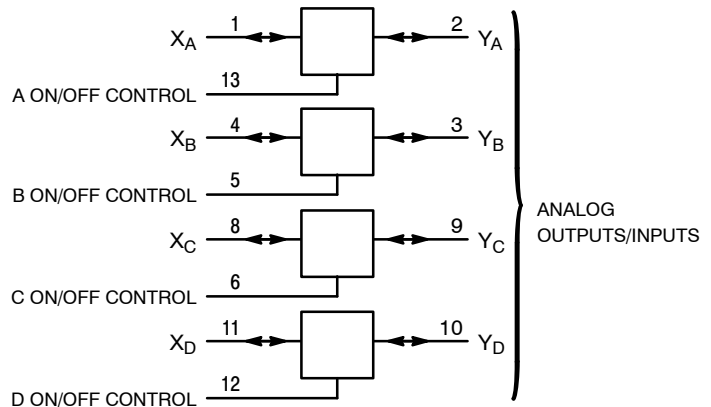 X_A 1 2 Y_A
A ON/OFF CONTROL 13
X_B 4 3 Y_B
B ON/OFF CONTROL 5
X_C 8 9 Y_C
C ON/OFF CONTROL 6
X_D 11 10 Y_D
D ON/OFF CONTROL 12
ANALOG
OUTPUTS/INPUTS